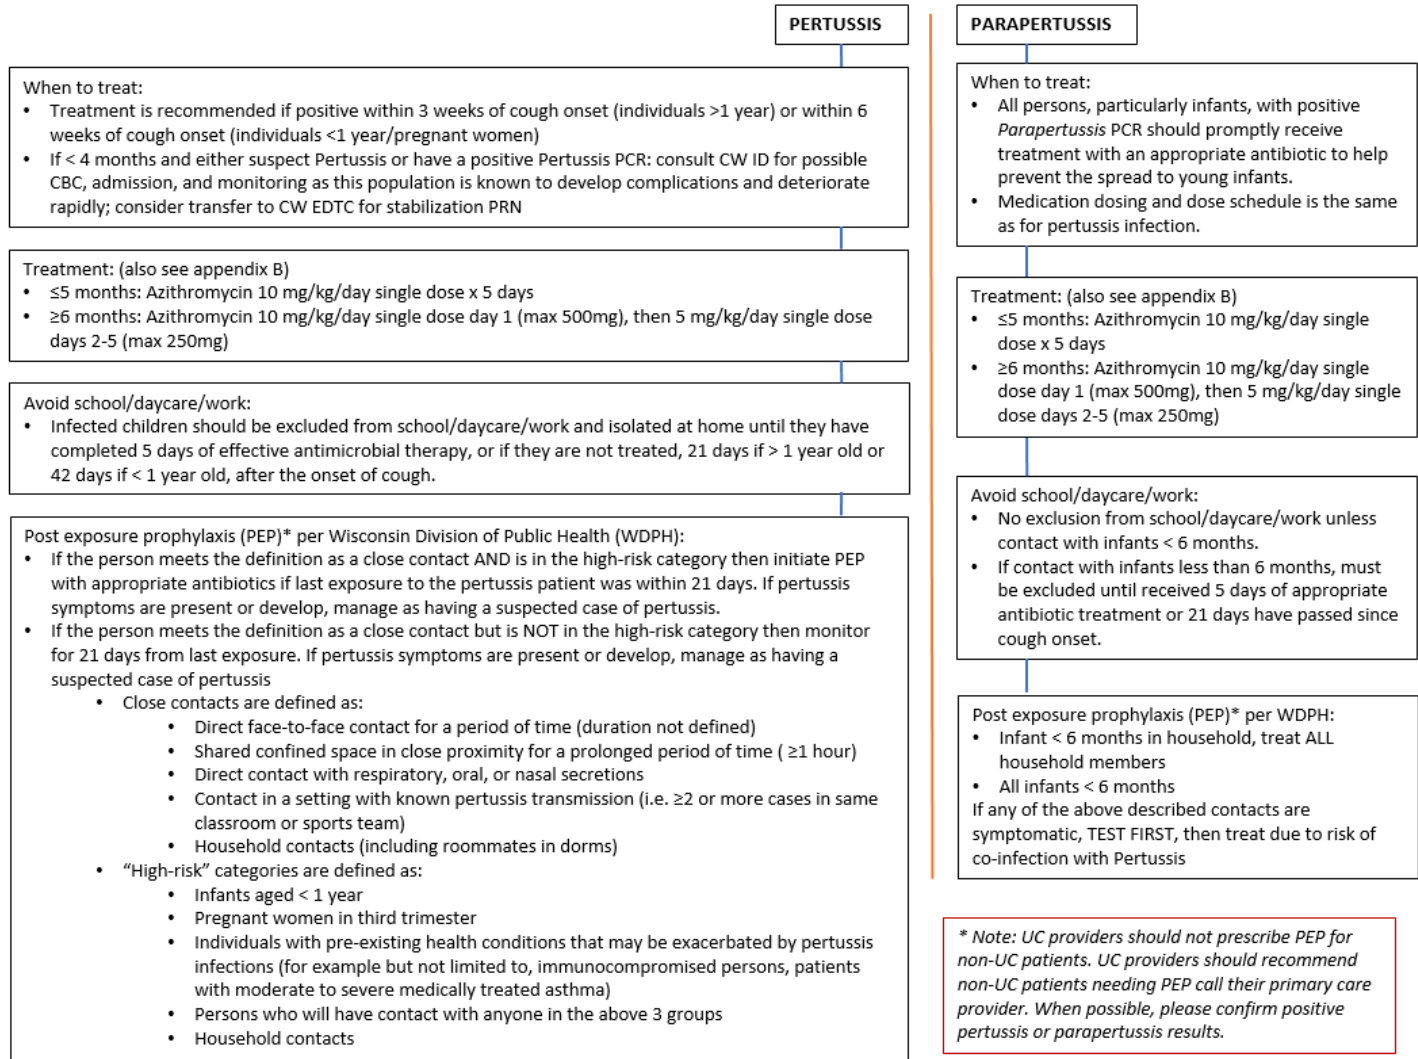 PERTUSSIS
When to treat:
• Treatment is recommended if positive within 3 weeks of cough onset (individuals >1 year) or within 6
weeks of cough onset (individuals <1 year/pregnant women)
• If < 4 months and either suspect Pertussis or have a positive Pertussis PCR: consult CW ID for possible
CBC, admission, and monitoring as this population is known to develop complications and deteriorate
rapidly; consider transfer to CW EDTC for stabilization PRN
Treatment: (also see appendix B)
• ≤5 months: Azithromycin 10 mg/kg/day single dose x 5 days
• ≥6 months: Azithromycin 10 mg/kg/day single dose day 1 (max 500mg), then 5 mg/kg/day single dose
days 2-5 (max 250mg)
Avoid school/daycare/work:
• Infected children should be excluded from school/daycare/work and isolated at home until they have
completed 5 days of effective antimicrobial therapy, or if they are not treated, 21 days if > 1 year old or
42 days if < 1 year old, after the onset of cough.
Post exposure prophylaxis (PEP)* per Wisconsin Division of Public Health (WDPH):
• If the person meets the definition as a close contact AND is in the high-risk category then initiate PEP
with appropriate antibiotics if last exposure to the pertussis patient was within 21 days. If pertussis
symptoms are present or develop, manage as having a suspected case of pertussis.
• If the person meets the definition as a close contact but is NOT in the high-risk category then monitor
for 21 days from last exposure. If pertussis symptoms are present or develop, manage as having a
suspected case of pertussis
• Close contacts are defined as:
• Direct face-to-face contact for a period of time (duration not defined)
• Shared confined space in close proximity for a prolonged period of time ( ≥1 hour)
• Direct contact with respiratory, oral, or nasal secretions
• Contact in a setting with known pertussis transmission (i.e. ≥2 or more cases in same
classroom or sports team)
• Household contacts (including roommates in dorms)
• “High-risk” categories are defined as:
• Infants aged < 1 year
• Pregnant women in third trimester
• Individuals with pre-existing health conditions that may be exacerbated by pertussis
infections (for example but not limited to, immunocompromised persons, patients
with moderate to severe medically treated asthma)
• Persons who will have contact with anyone in the above 3 groups
• Household contacts
PARAPERTUSSIS
When to treat:
• All persons, particularly infants, with positive
Parapertussis PCR should promptly receive
treatment with an appropriate antibiotic to help
prevent the spread to young infants.
• Medication dosing and dose schedule is the same
as for pertussis infection.
Treatment: (also see appendix B)
• ≤5 months: Azithromycin 10 mg/kg/day single
dose x 5 days
• ≥6 months: Azithromycin 10 mg/kg/day single
dose day 1 (max 500mg), then 5 mg/kg/day single
dose days 2-5 (max 250mg)
Avoid school/daycare/work:
• No exclusion from school/daycare/work unless
contact with infants < 6 months.
• If contact with infants less than 6 months, must
be excluded until received 5 days of appropriate
antibiotic treatment or 21 days have passed since
cough onset.
Post exposure prophylaxis (PEP)* per WDPH:
• Infant < 6 months in household, treat ALL
household members
• All infants < 6 months
If any of the above described contacts are
symptomatic, TEST FIRST, then treat due to risk of
co-infection with Pertussis
* Note: UC providers should not prescribe PEP for
non-UC patients. UC providers should recommend
non-UC patients needing PEP call their primary care
provider. When possible, please confirm positive
pertussis or parapertussis results.